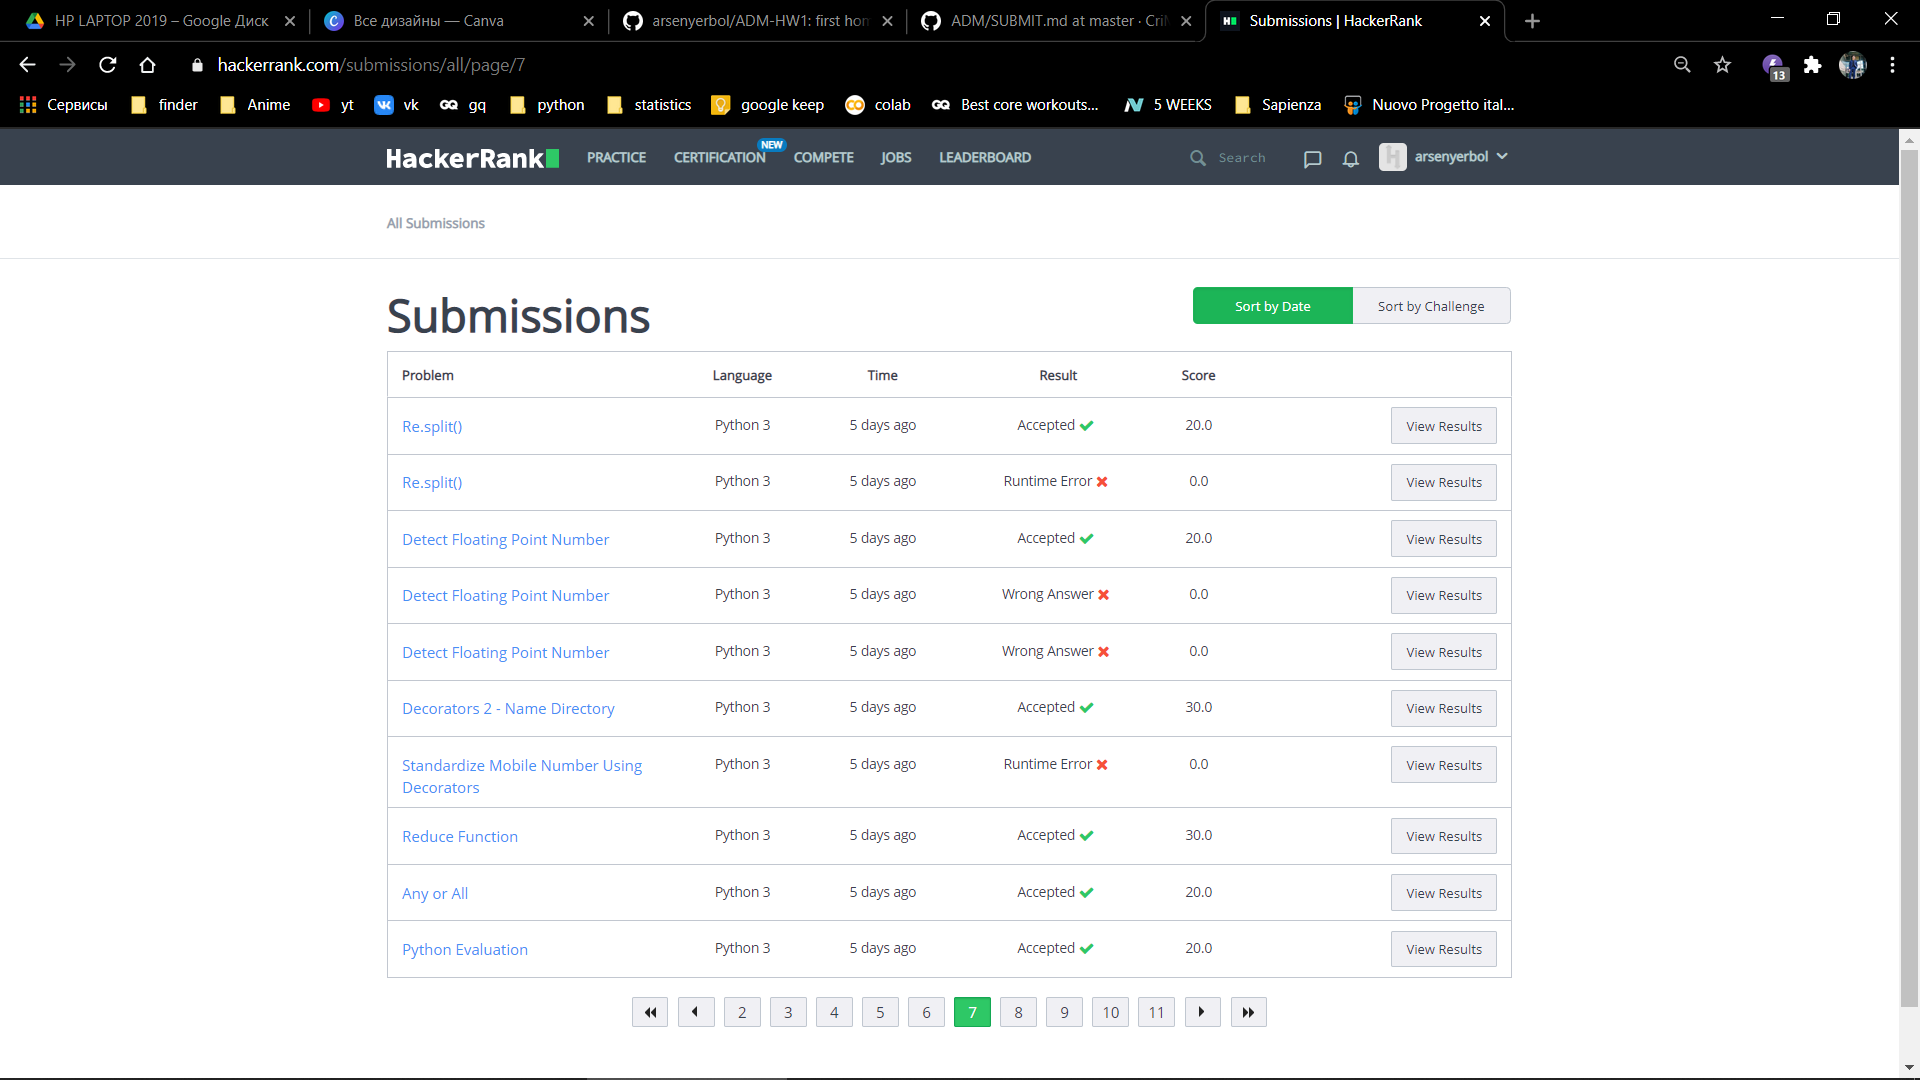 HP LAPTOP 2019 – Google Диск
Все дизайны — Canva
arsenyerbol/ADM-HW1: first hom
ADM/SUBMIT.md at master · CriM
Submissions | HackerRank
hackerrank.com/submissions/all/page/7
13
Сервисы finder Anime yt vk gq python statistics google keep colab Best core workouts... 5 WEEKS Sapienza Nuovo Progetto ital...
HackerRank PRACTICE CERTIFICATION NEW COMPETE JOBS LEADERBOARD Search arsenyerbol
All Submissions
Submissions
Sort by Date Sort by Challenge
Problem Language Time Result Score
Re.split() Python 3 5 days ago Accepted 20.0 View Results
Re.split() Python 3 5 days ago Runtime Error 0.0 View Results
Detect Floating Point Number Python 3 5 days ago Accepted 20.0 View Results
Detect Floating Point Number Python 3 5 days ago Wrong Answer 0.0 View Results
Detect Floating Point Number Python 3 5 days ago Wrong Answer 0.0 View Results
Decorators 2 - Name Directory Python 3 5 days ago Accepted 30.0 View Results
Standardize Mobile Number Using Python 3 5 days ago Runtime Error 0.0 View Results
Decorators
Reduce Function Python 3 5 days ago Accepted 30.0 View Results
Any or All Python 3 5 days ago Accepted 20.0 View Results
Python Evaluation Python 3 5 days ago Accepted 20.0 View Results
2 3 4 5 6 7 8 9 10 11